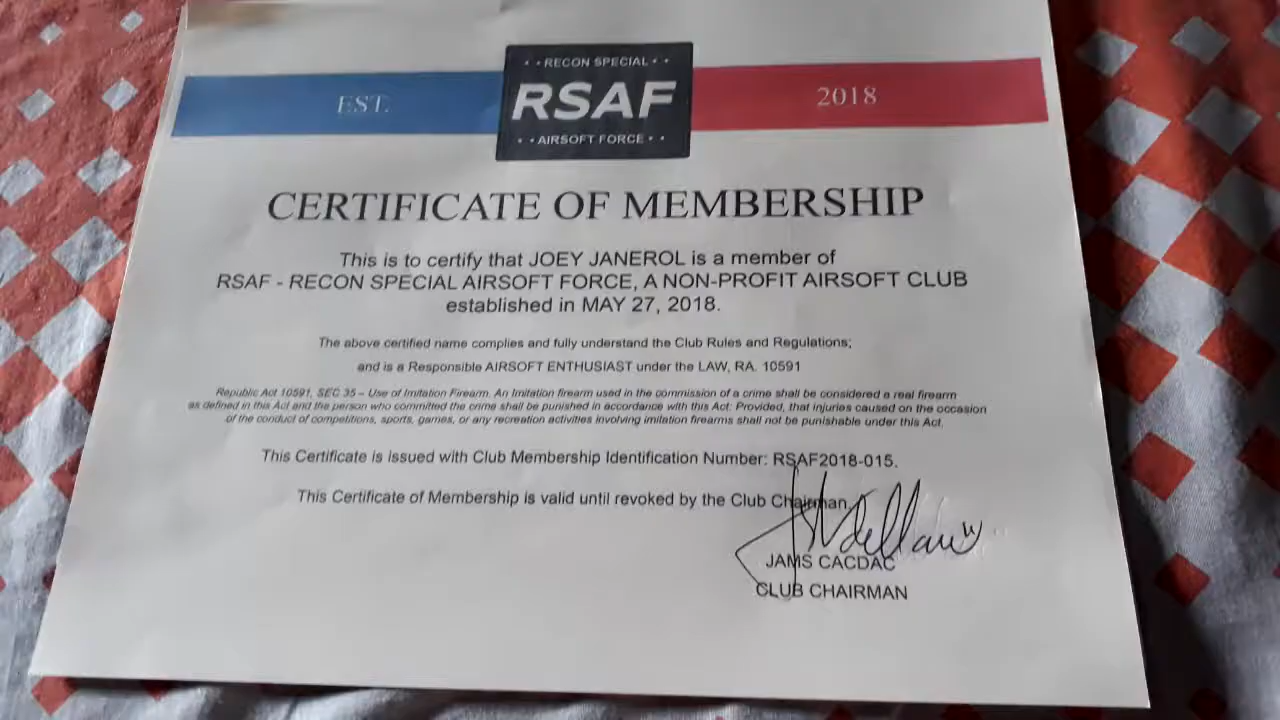 • • RECON SPECIAL • •
EST. RSAF 2018
• • AIRSOFT FORCE • •
CERTIFICATE OF MEMBERSHIP
This is to certify that JOEY JANEROL is a member of
RSAF - RECON SPECIAL AIRSOFT FORCE, A NON-PROFIT AIRSOFT CLUB
established in MAY 27, 2018.
The above certified name complies and fully understand the Club Rules and Regulations;
and is a Responsible AIRSOFT ENTHUSIAST under the LAW, RA. 10591
Republic Act 10591, SEC 35 – Use of Imitation Firearm. An Imitation firearm used in the commission of a crime shall be considered a real firearm
as defined in this Act and the person who committed the crime shall be punished in accordance with this Act: Provided, that injuries caused on the occasion
of the conduct of competitions, sports, games, or any recreation activities involving imitation firearms shall not be punishable under this Act.
This Certificate is issued with Club Membership Identification Number: RSAF2018-015.
This Certificate of Membership is valid until revoked by the Club Chairman.
JAMS CACDAC
CLUB CHAIRMAN